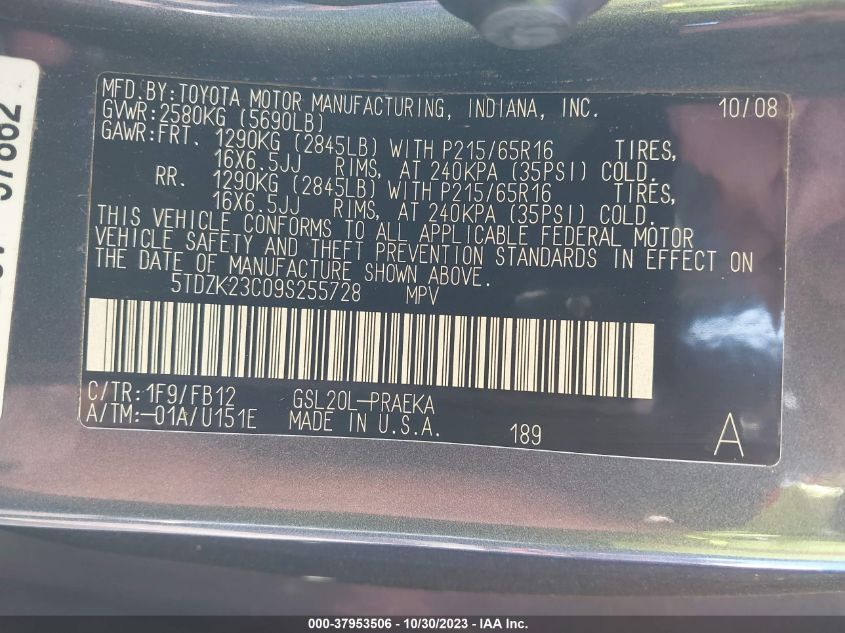 MFD.BY:TOYOTA MOTOR MANUFACTURING, INDIANA, INC. 10/08
GVWR:2580KG (5690LB)
GAWR:FRT. 1290KG (2845LB) WITH P215/65R16 TIRES,
16X6.5JJ RIMS, AT 240KPA (35PSI) COLD.
RR. 1290KG (2845LB) WITH P215/65R16 TIRES,
16X6.5JJ RIMS, AT 240KPA (35PSI) COLD.
THIS VEHICLE CONFORMS TO ALL APPLICABLE FEDERAL MOTOR
VEHICLE SAFETY AND THEFT PREVENTION STANDARDS IN EFFECT ON
THE DATE OF MANUFACTURE SHOWN ABOVE.
5TDZK23C09S255728 MPV
C/TR:1F9/FB12 GSL20L-PRAEKA
A/TM:-01A/U151E MADE IN U.S.A. 189 A
000-37953506 - 10/30/2023 - IAA Inc.